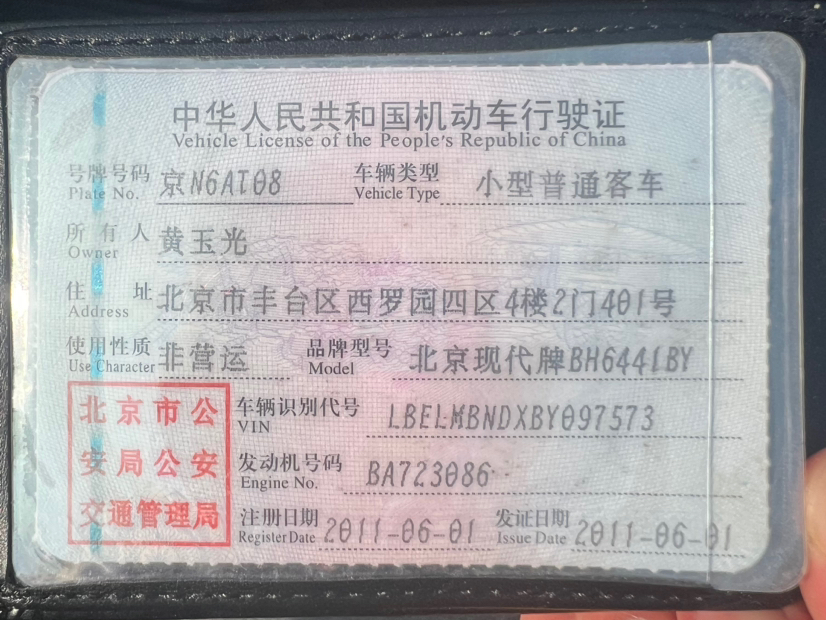 中华人民共和国机动车行驶证
Vehicle License of the People's Republic of China
号牌号码 京N6AT08 车辆类型 小型普通客车
Plate No. Vehicle Type
所有人 黄玉光
Owner
住址 北京市丰台区西罗园四区4楼2门401号
Address
使用性质 非营运 品牌型号 北京现代牌BH6441BY
Use Character Model
北京市公
安局公安
交通管理局
车辆识别代号 LBELMBNDXBY097573
VIN
发动机号码 BA723086
Engine No.
注册日期 2011-06-01 发证日期 2011-06-01
Register Date Issue Date